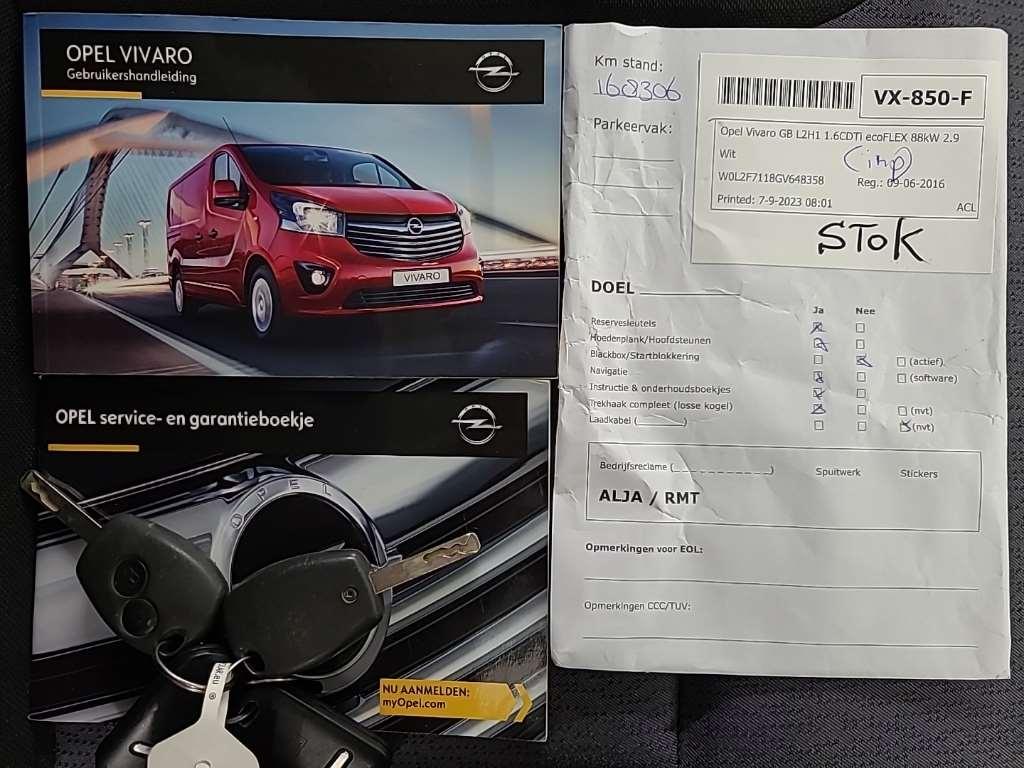 OPEL VIVARO
Gebruikershandleiding
VIVARO
OPEL service- en garantieboekje
OPEL
NU AANMELDEN:
myOpel.com
Km stand:
168306
Parkeervak:
VX-850-F
Opel Vivaro GB L2H1 1.6CDTi ecoFLEX 88kW 2.9
Wit
W0L2F7118GV648358 Reg.: 09-06-2016
Printed: 7-9-2023 08:01 ACL
STOK
DOEL
Ja Nee
Reservesleutels
Hoedenplank/Hoofdsteunen
Blackbox/Startblokkering (actief)
Navigatie (software)
Instructie & onderhoudsboekjes
Trekhaak compleet (losse kogel) (nvt)
Laadkabel (________) (nvt)
Bedrijfsreclame (_ _ _ _ _ _ _ _ _ _) Spuitwerk Stickers
ALJA / RMT
Opmerkingen voor EOL:
Opmerkingen CCC/TUV: